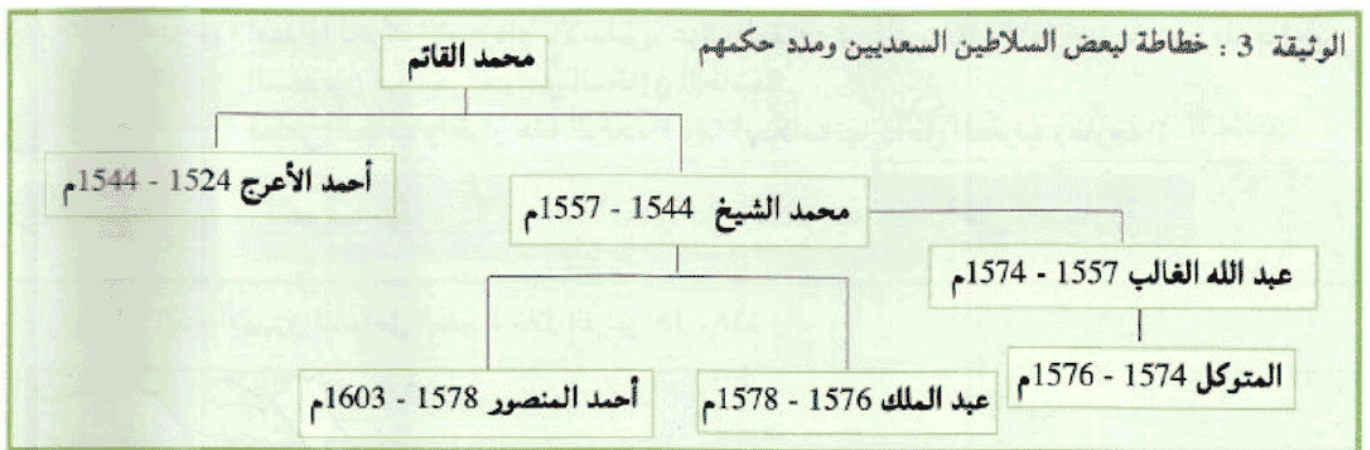 الوثيقة 3 : خطاطة لبعض السلاطين السعديين ومدد حكمهم
محمد القائم
أحمد الأعرج 1524 - 1544م
محمد الشيخ 1544 - 1557م
عبد الله الغالب 1557 - 1574م
المتوكل 1574 - 1576م
عبد الملك 1576 - 1578م
أحمد المنصور 1578 - 1603م